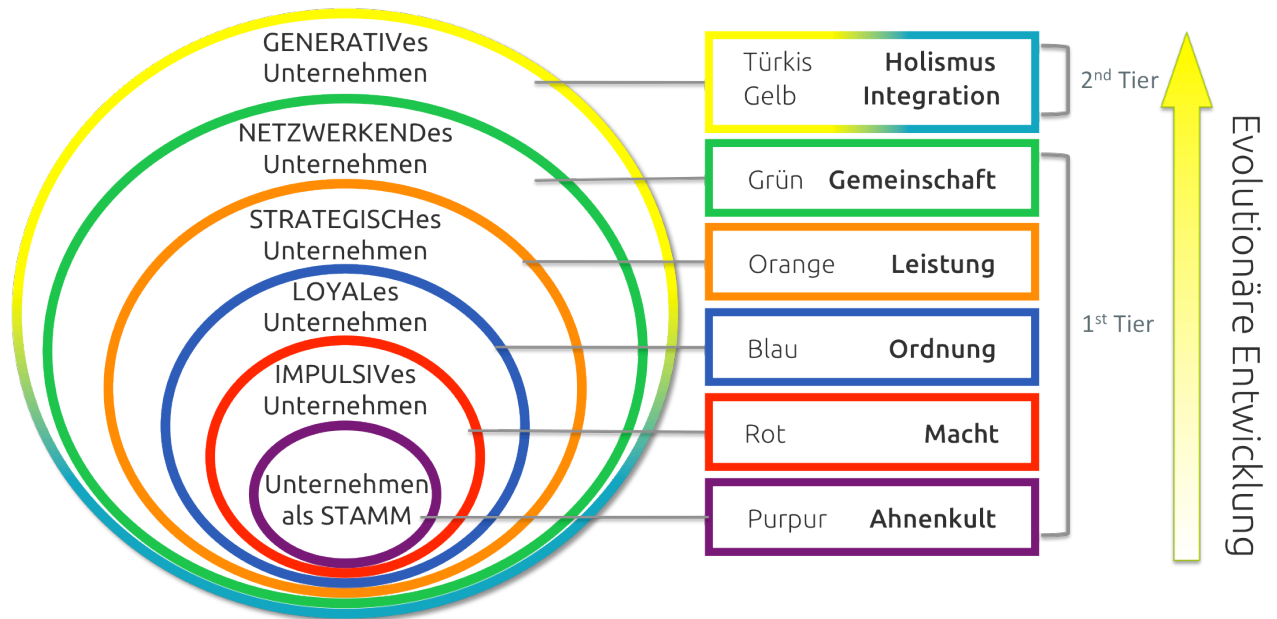 GENERATIVes
Unternehmen
NETZWERKENDes
Unternehmen
STRATEGISCHes
Unternehmen
LOYALes
Unternehmen
IMPULSIVes
Unternehmen
Unternehmen
als STAMM
Türkis Holismus
Gelb Integration
Grün Gemeinschaft
Orange Leistung
Blau Ordnung
Rot Macht
Purpur Ahnenkult
2nd Tier
1st Tier
Evolutionäre Entwicklung